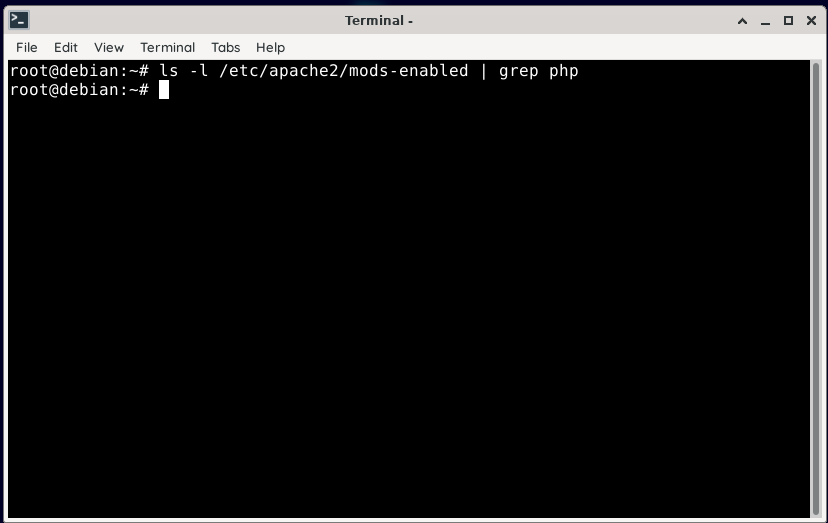 Terminal -
File Edit View Terminal Tabs Help
root@debian:~# ls -l /etc/apache2/mods-enabled | grep php
root@debian:~#